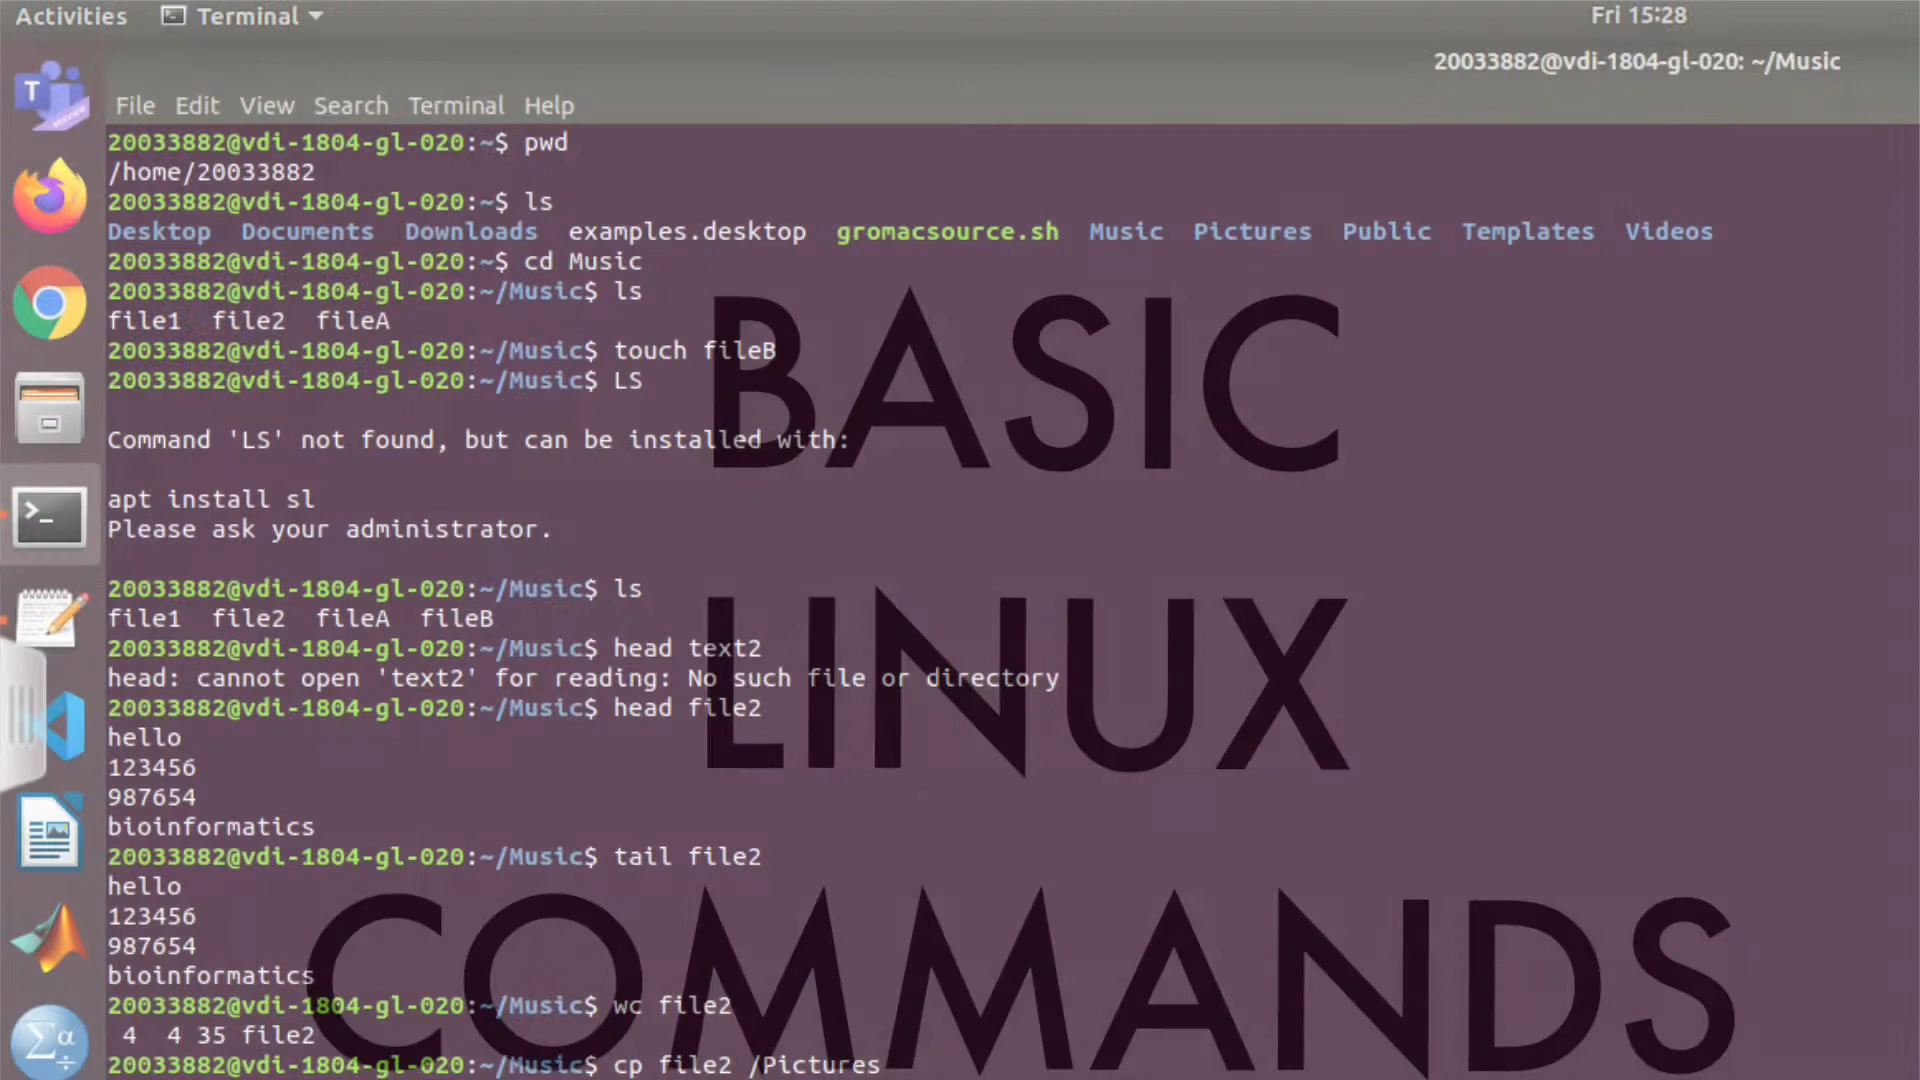 Activities Terminal Fri 15:28
20033882@vdi-1804-gl-020: ~/Music
File Edit View Search Terminal Help
20033882@vdi-1804-gl-020:~$ pwd
/home/20033882
20033882@vdi-1804-gl-020:~$ ls
Desktop Documents Downloads examples.desktop gromacsource.sh Music Pictures Public Templates Videos
20033882@vdi-1804-gl-020:~$ cd Music
20033882@vdi-1804-gl-020:~/Music$ ls
file1 file2 fileA
20033882@vdi-1804-gl-020:~/Music$ touch fileB
20033882@vdi-1804-gl-020:~/Music$ LS
Command 'LS' not found, but can be installed with:
apt install sl
Please ask your administrator.
20033882@vdi-1804-gl-020:~/Music$ ls
file1 file2 fileA fileB
20033882@vdi-1804-gl-020:~/Music$ head text2
head: cannot open 'text2' for reading: No such file or directory
20033882@vdi-1804-gl-020:~/Music$ head file2
hello
123456
987654
bioinformatics
20033882@vdi-1804-gl-020:~/Music$ tail file2
hello
123456
987654
bioinformatics
20033882@vdi-1804-gl-020:~/Music$ wc file2
4 4 35 file2
20033882@vdi-1804-gl-020:~/Music$ cp file2 /Pictures
BASIC
LINUX
COMMANDS